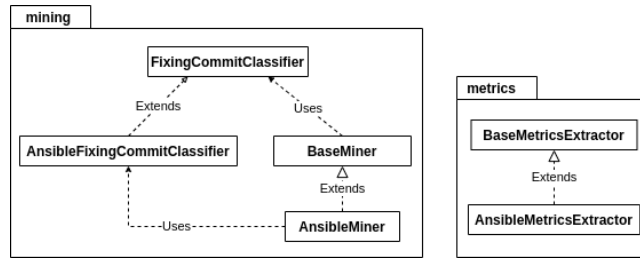 mining
FixingCommitClassifier
Extends
Uses
AnsibleFixingCommitClassifier
BaseMiner
Extends
Uses
AnsibleMiner
metrics
BaseMetricsExtractor
Extends
AnsibleMetricsExtractor